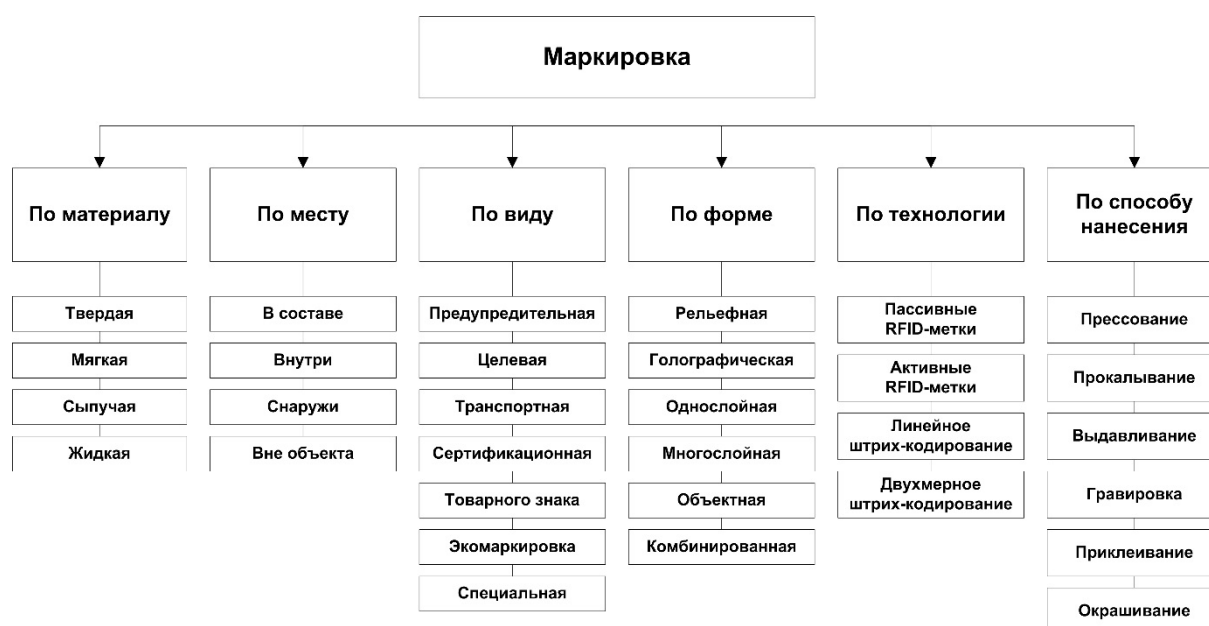 Маркировка
По материалу
Твердая
Мягкая
Сыпучая
Жидкая
По месту
В составе
Внутри
Снаружи
Вне объекта
По виду
Предупредительная
Целевая
Транспортная
Сертификационная
Товарного знака
Экомаркировка
Специальная
По форме
Рельефная
Голографическая
Однослойная
Многослойная
Объектная
Комбинированная
По технологии
Пассивные
RFID-метки
Активные
RFID-метки
Линейное
штрих-кодирование
Двухмерное
штрих-кодирование
По способу
нанесения
Прессование
Прокалывание
Выдавливание
Гравировка
Приклеивание
Окрашивание